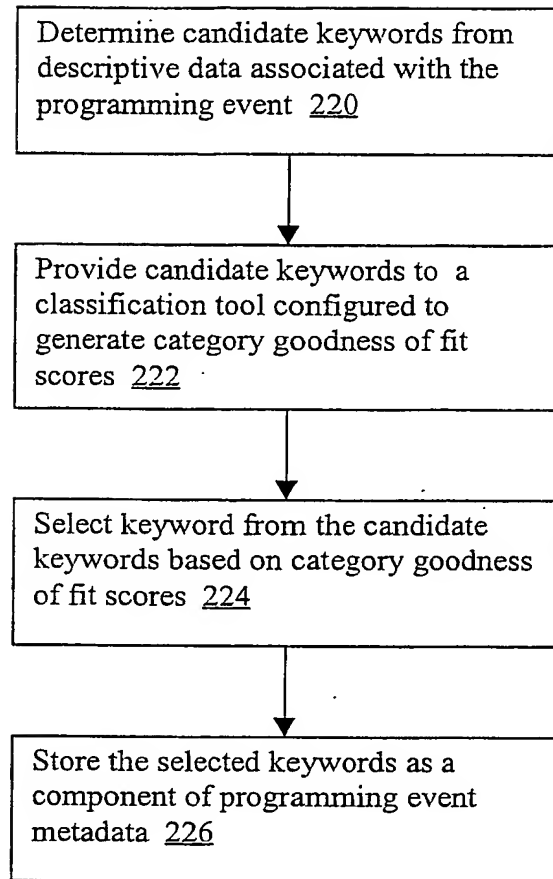 Determine candidate keywords from
descriptive data associated with the
programming event 220
Provide candidate keywords to a
classification tool configured to
generate category goodness of fit
scores 222
Select keyword from the candidate
keywords based on category goodness
of fit scores 224
Store the selected keywords as a
component of programming event
metadata 226